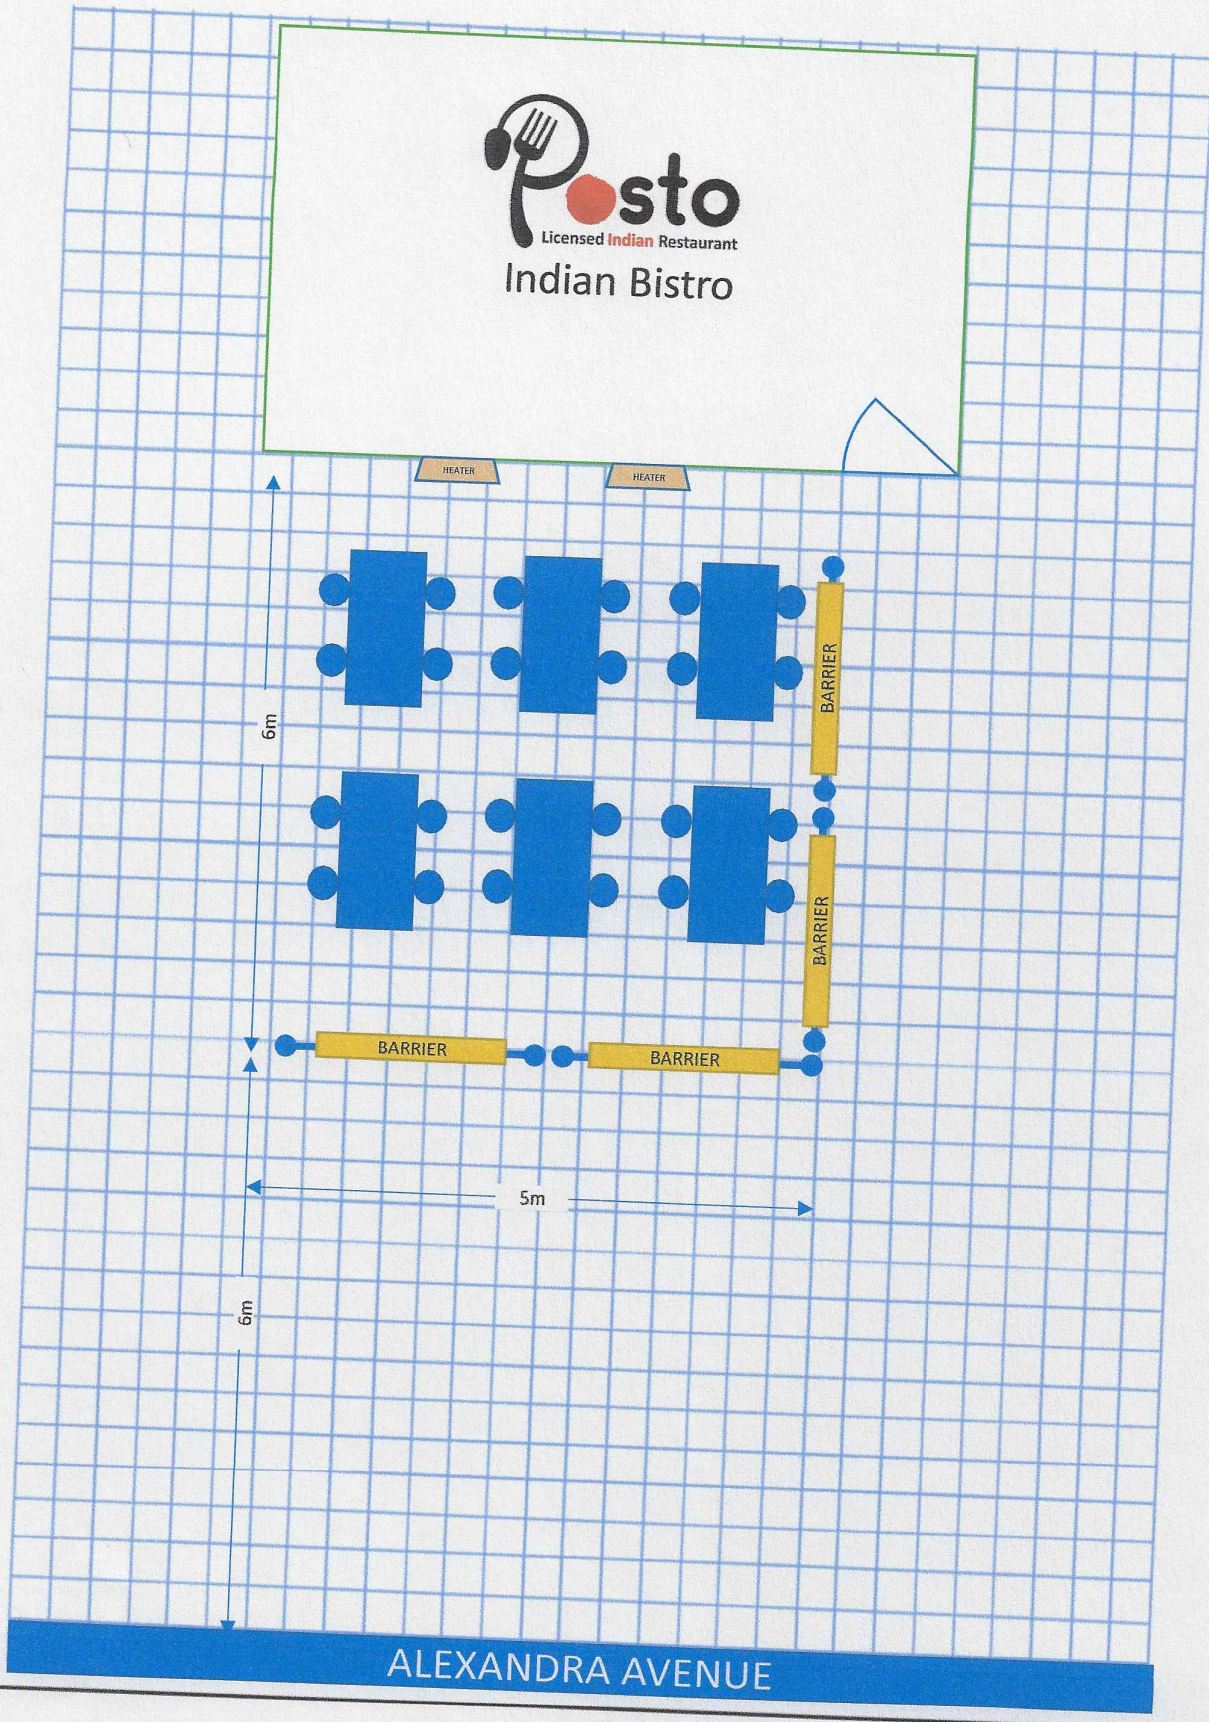 Posto
Licensed Indian Restaurant
Indian Bistro
HEATER
HEATER
BARRIER
6m
BARRIER
BARRIER
BARRIER
5m
6m
ALEXANDRA AVENUE